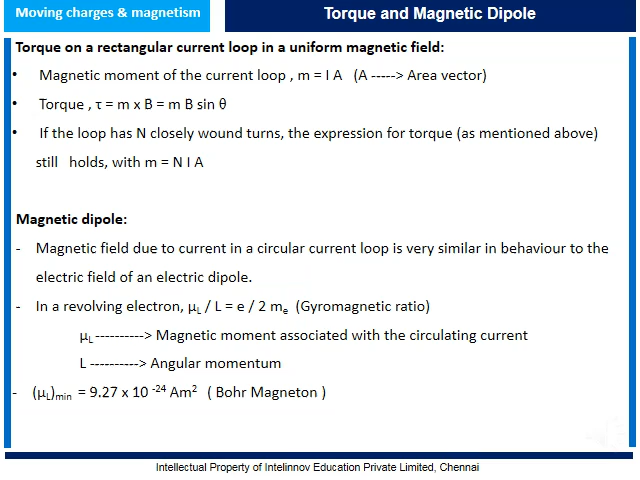 Moving charges & magnetism
Torque and Magnetic Dipole
Torque on a rectangular current loop in a uniform magnetic field:
• Magnetic moment of the current loop , m = I A (A -----> Area vector)
• Torque , τ = m x B = m B sin θ
• If the loop has N closely wound turns, the expression for torque (as mentioned above)
still holds, with m = N I A
Magnetic dipole:
- Magnetic field due to current in a circular current loop is very similar in behaviour to the
electric field of an electric dipole.
- In a revolving electron, μL / L = e / 2 me (Gyromagnetic ratio)
μL ----------> Magnetic moment associated with the circulating current
L ----------> Angular momentum
- (μL)min = 9.27 x 10 -24 Am² ( Bohr Magneton )
Intellectual Property of Intelinnov Education Private Limited, Chennai